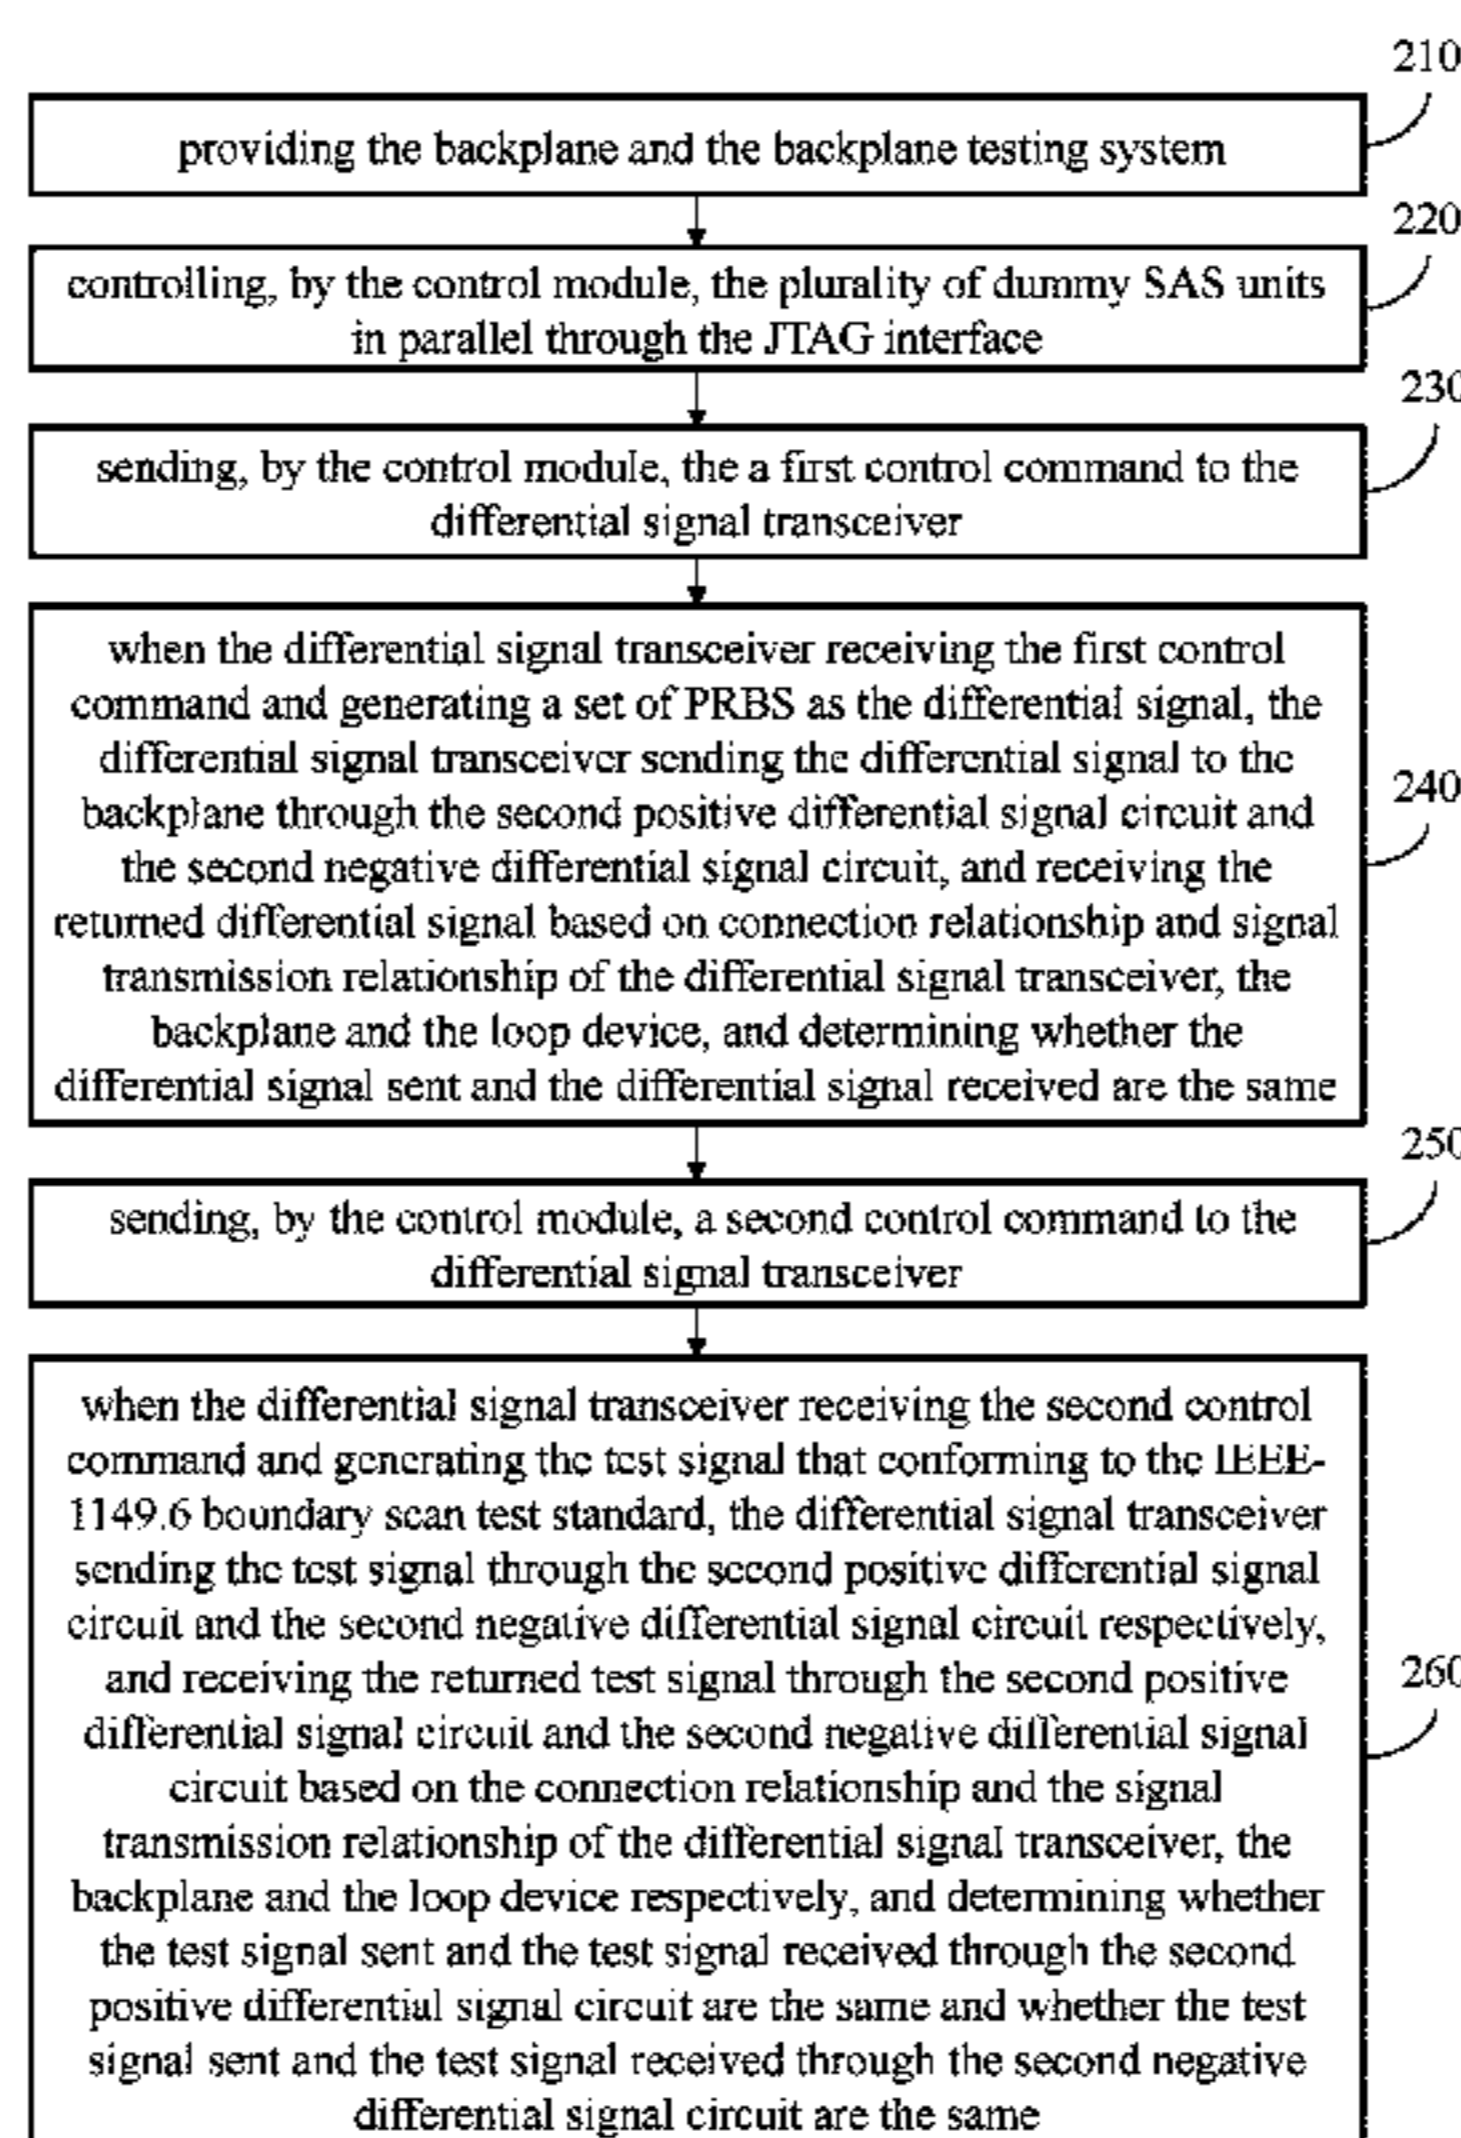 210
providing the backplane and the backplane testing system
220
controlling, by the control module, the plurality of dummy SAS units
in parallel through the JTAG interface
230
sending, by the control module, the a first control command to the
differential signal transceiver
when the differential signal transceiver receiving the first control
command and generating a set of PRBS as the differential signal, the
differential signal transceiver sending the differential signal to the
backplane through the second positive differential signal circuit and
the second negative differential signal circuit, and receiving the
returned differential signal based on connection relationship and signal
transmission relationship of the differential signal transceiver, the
backplane and the loop device, and determining whether the
differential signal sent and the differential signal received are the same
240
250
sending, by the control module, a second control command to the
differential signal transceiver
when the differential signal transceiver receiving the second control
command and generating the test signal that conforming to the IEEE-
1149.6 boundary scan test standard, the differential signal transceiver
sending the test signal through the second positive differential signal
circuit and the second negative differential signal circuit respectively,
and receiving the returned test signal through the second positive
differential signal circuit and the second negative differential signal
circuit based on the connection relationship and the signal
transmission relationship of the differential signal transceiver, the
backplane and the loop device respectively, and determining whether
the test signal sent and the test signal received through the second
positive differential signal circuit are the same and whether the test
signal sent and the test signal received through the second negative
differential signal circuit are the same
260